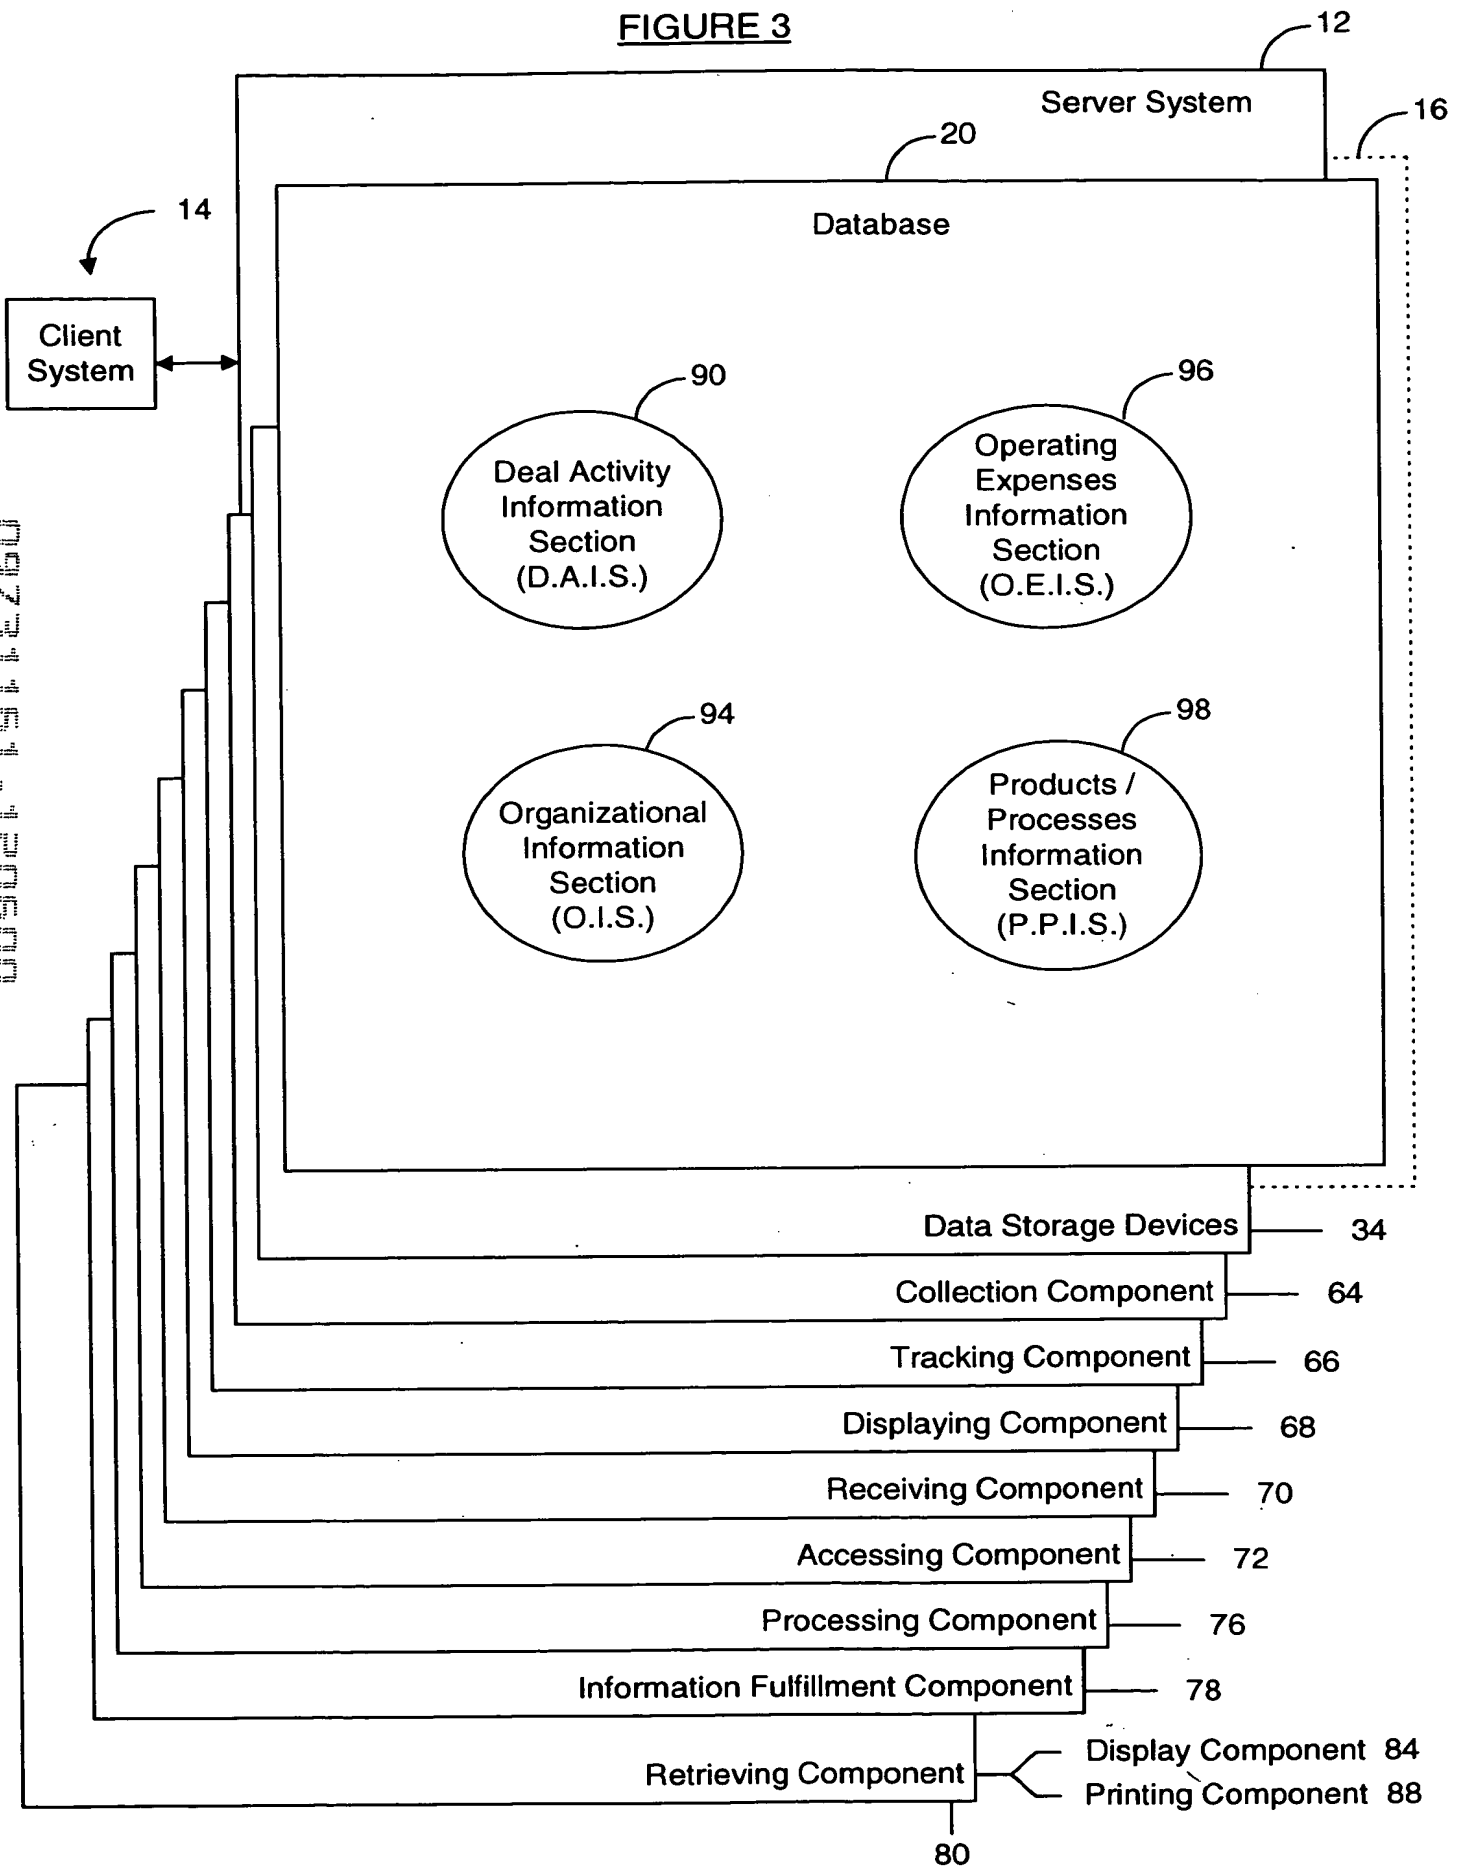 FIGURE 3
12
Server System
16
20
Database
14
Client
System
90
Deal Activity
Information
Section
(D.A.I.S.)
96
Operating
Expenses
Information
Section
(O.E.I.S.)
94
Organizational
Information
Section
(O.I.S.)
98
Products /
Processes
Information
Section
(P.P.I.S.)
Data Storage Devices 34
Collection Component 64
Tracking Component 66
Displaying Component 68
Receiving Component 70
Accessing Component 72
Processing Component 76
Information Fulfillment Component 78
Retrieving Component
Display Component 84
Printing Component 88
80